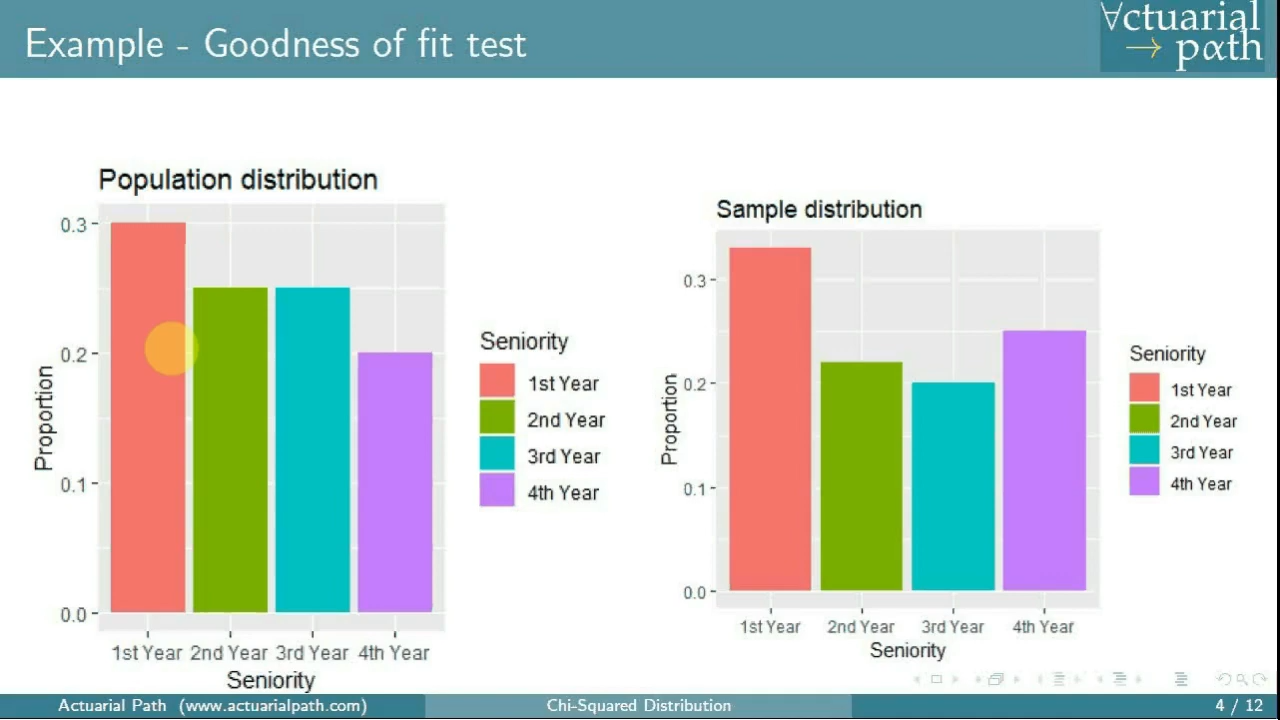 Example - Goodness of fit test
∀ctuarial
→ pαth
Population distribution
0.3
0.2
0.1
0.0
Proportion
1st Year 2nd Year 3rd Year 4th Year
Seniority
Seniority
1st Year
2nd Year
3rd Year
4th Year
Sample distribution
0.3
0.2
0.1
0.0
Proportion
1st Year 2nd Year 3rd Year 4th Year
Seniority
Seniority
1st Year
2nd Year
3rd Year
4th Year
Actuarial Path (www.actuarialpath.com) Chi-Squared Distribution 4 / 12